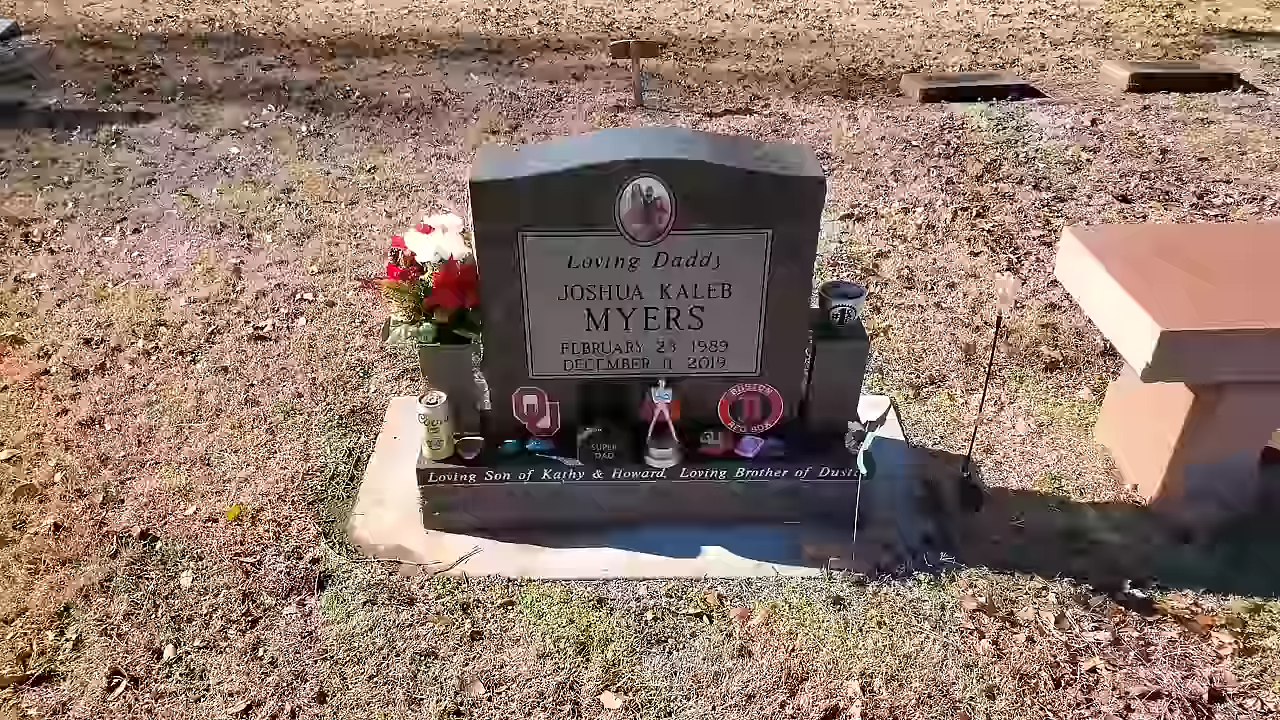 Loving Daddy
JOSHUA KALEB
MYERS
FEBRUARY 23 1989
DECEMBER 11 2019
OU
BOSTON
RED SOX
SUPER
DAD
Loving Son of Kathy & Howard, Loving Brother of